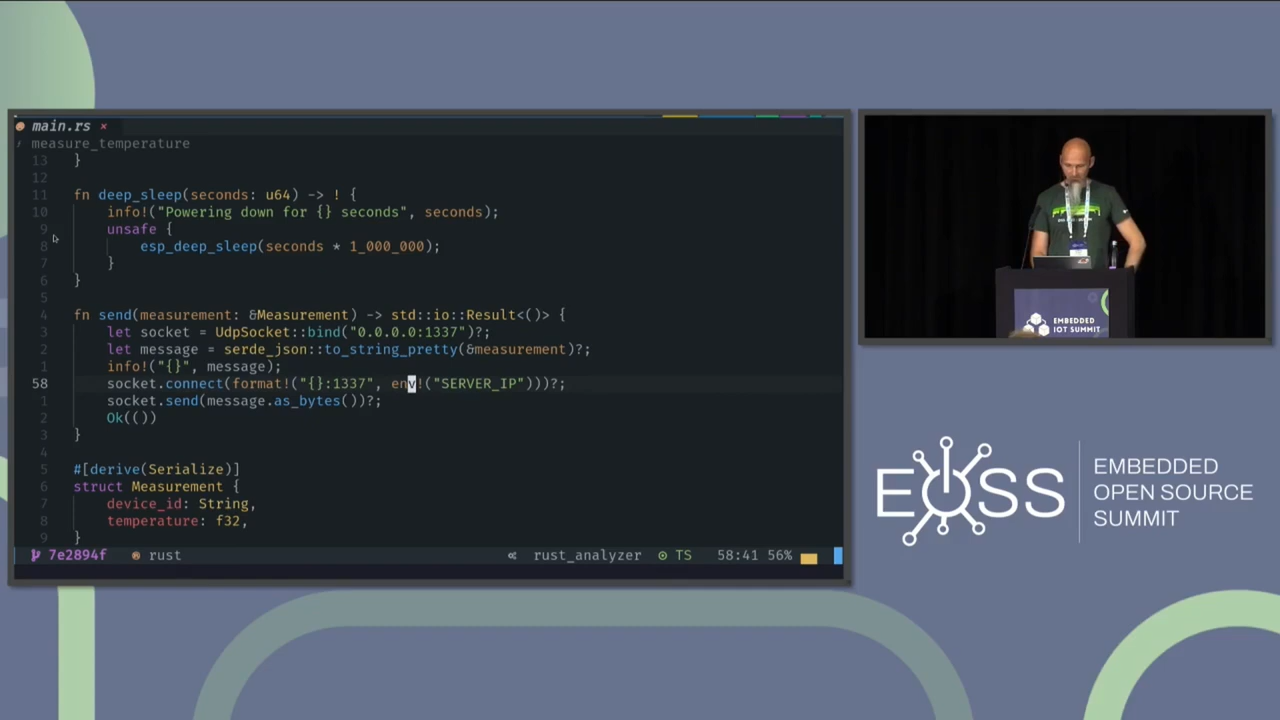 main.rs ×
measure_temperature
13 }
12
11 fn deep_sleep(seconds: u64) -> ! {
10 info!("Powering down for {} seconds", seconds);
9 unsafe {
8 esp_deep_sleep(seconds * 1_000_000);
7 }
6 }
5
4 fn send(measurement: &Measurement) -> std::io::Result<()> {
3 let socket = UdpSocket::bind("0.0.0.0:1337")?;
2 let message = serde_json::to_string_pretty(&measurement)?;
1 info!("{}", message);
58 socket.connect(format!("{}:1337", env!("SERVER_IP")))?;
1 socket.send(message.as_bytes())?;
2 Ok(())
3 }
4
5 #[derive(Serialize)]
6 struct Measurement {
7 device_id: String,
8 temperature: f32,
9 }
7e2894f rust rust_analyzer TS 58:41 56%
EMBEDDED
IOT SUMMIT
EOSS
EMBEDDED
OPEN SOURCE
SUMMIT